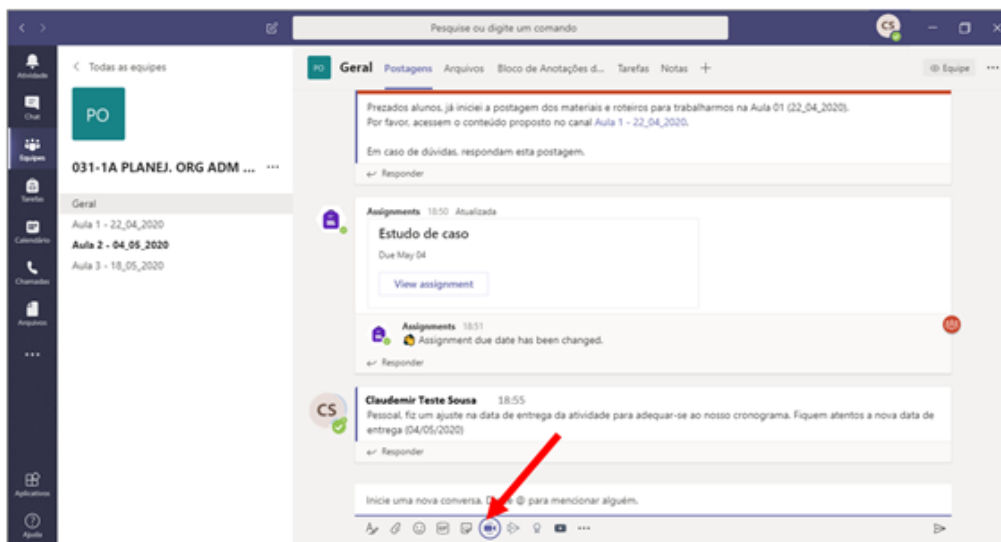 Pesquise ou digite um comando
CS
Atividade
Chat
Equipes
Tarefas
Calendário
Chamadas
Arquivos
Aplicativos
Ajuda
Todas as equipes
PO
031-1A PLANEJ. ORG ADM ...
Geral
Aula 1 - 22_04_2020
Aula 2 - 04_05_2020
Aula 3 - 18_05_2020
PO Geral Postagens Arquivos Bloco de Anotações d... Tarefas Notas + Equipe
Prezados alunos, já iniciei a postagem dos materiais e roteiros para trabalharmos na Aula 01 (22_04_2020).
Por favor, acessem o conteúdo proposto no canal Aula 1 - 22_04_2020.
Em caso de dúvidas, respondam esta postagem.
Responder
Assignments 18:50 Atualizada
Estudo de caso
Due May 04
View assignment
Assignments 18:51
Assignment due date has been changed.
Responder
CS
Claudemir Teste Sousa 18:55
Pessoal, fiz um ajuste na data de entrega da atividade para adequar-se ao nosso cronograma. Fiquem atentos a nova data de
entrega (04/05/2020)
Responder
Inicie uma nova conversa. @ para mencionar alguém.
GIF